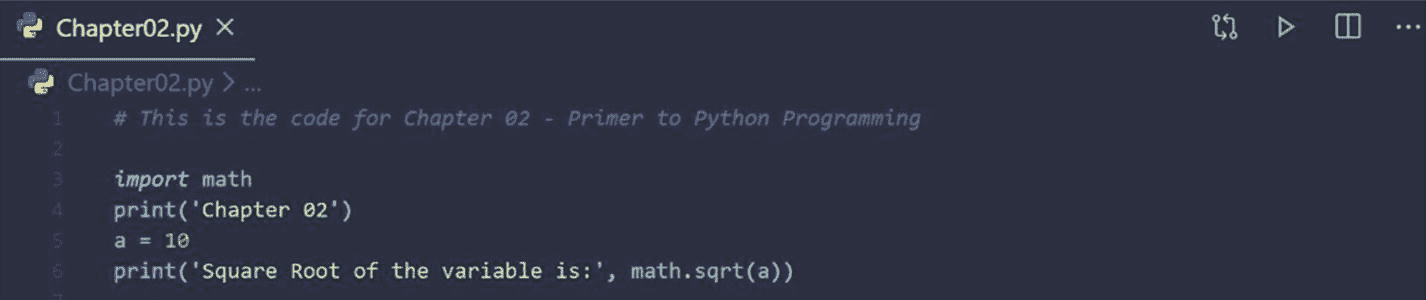 Chapter02.py
Chapter02.py > ...
1 # This is the code for Chapter 02 - Primer to Python Programming
2
3 import math
4 print('Chapter 02')
5 a = 10
6 print('Square Root of the variable is:', math.sqrt(a))